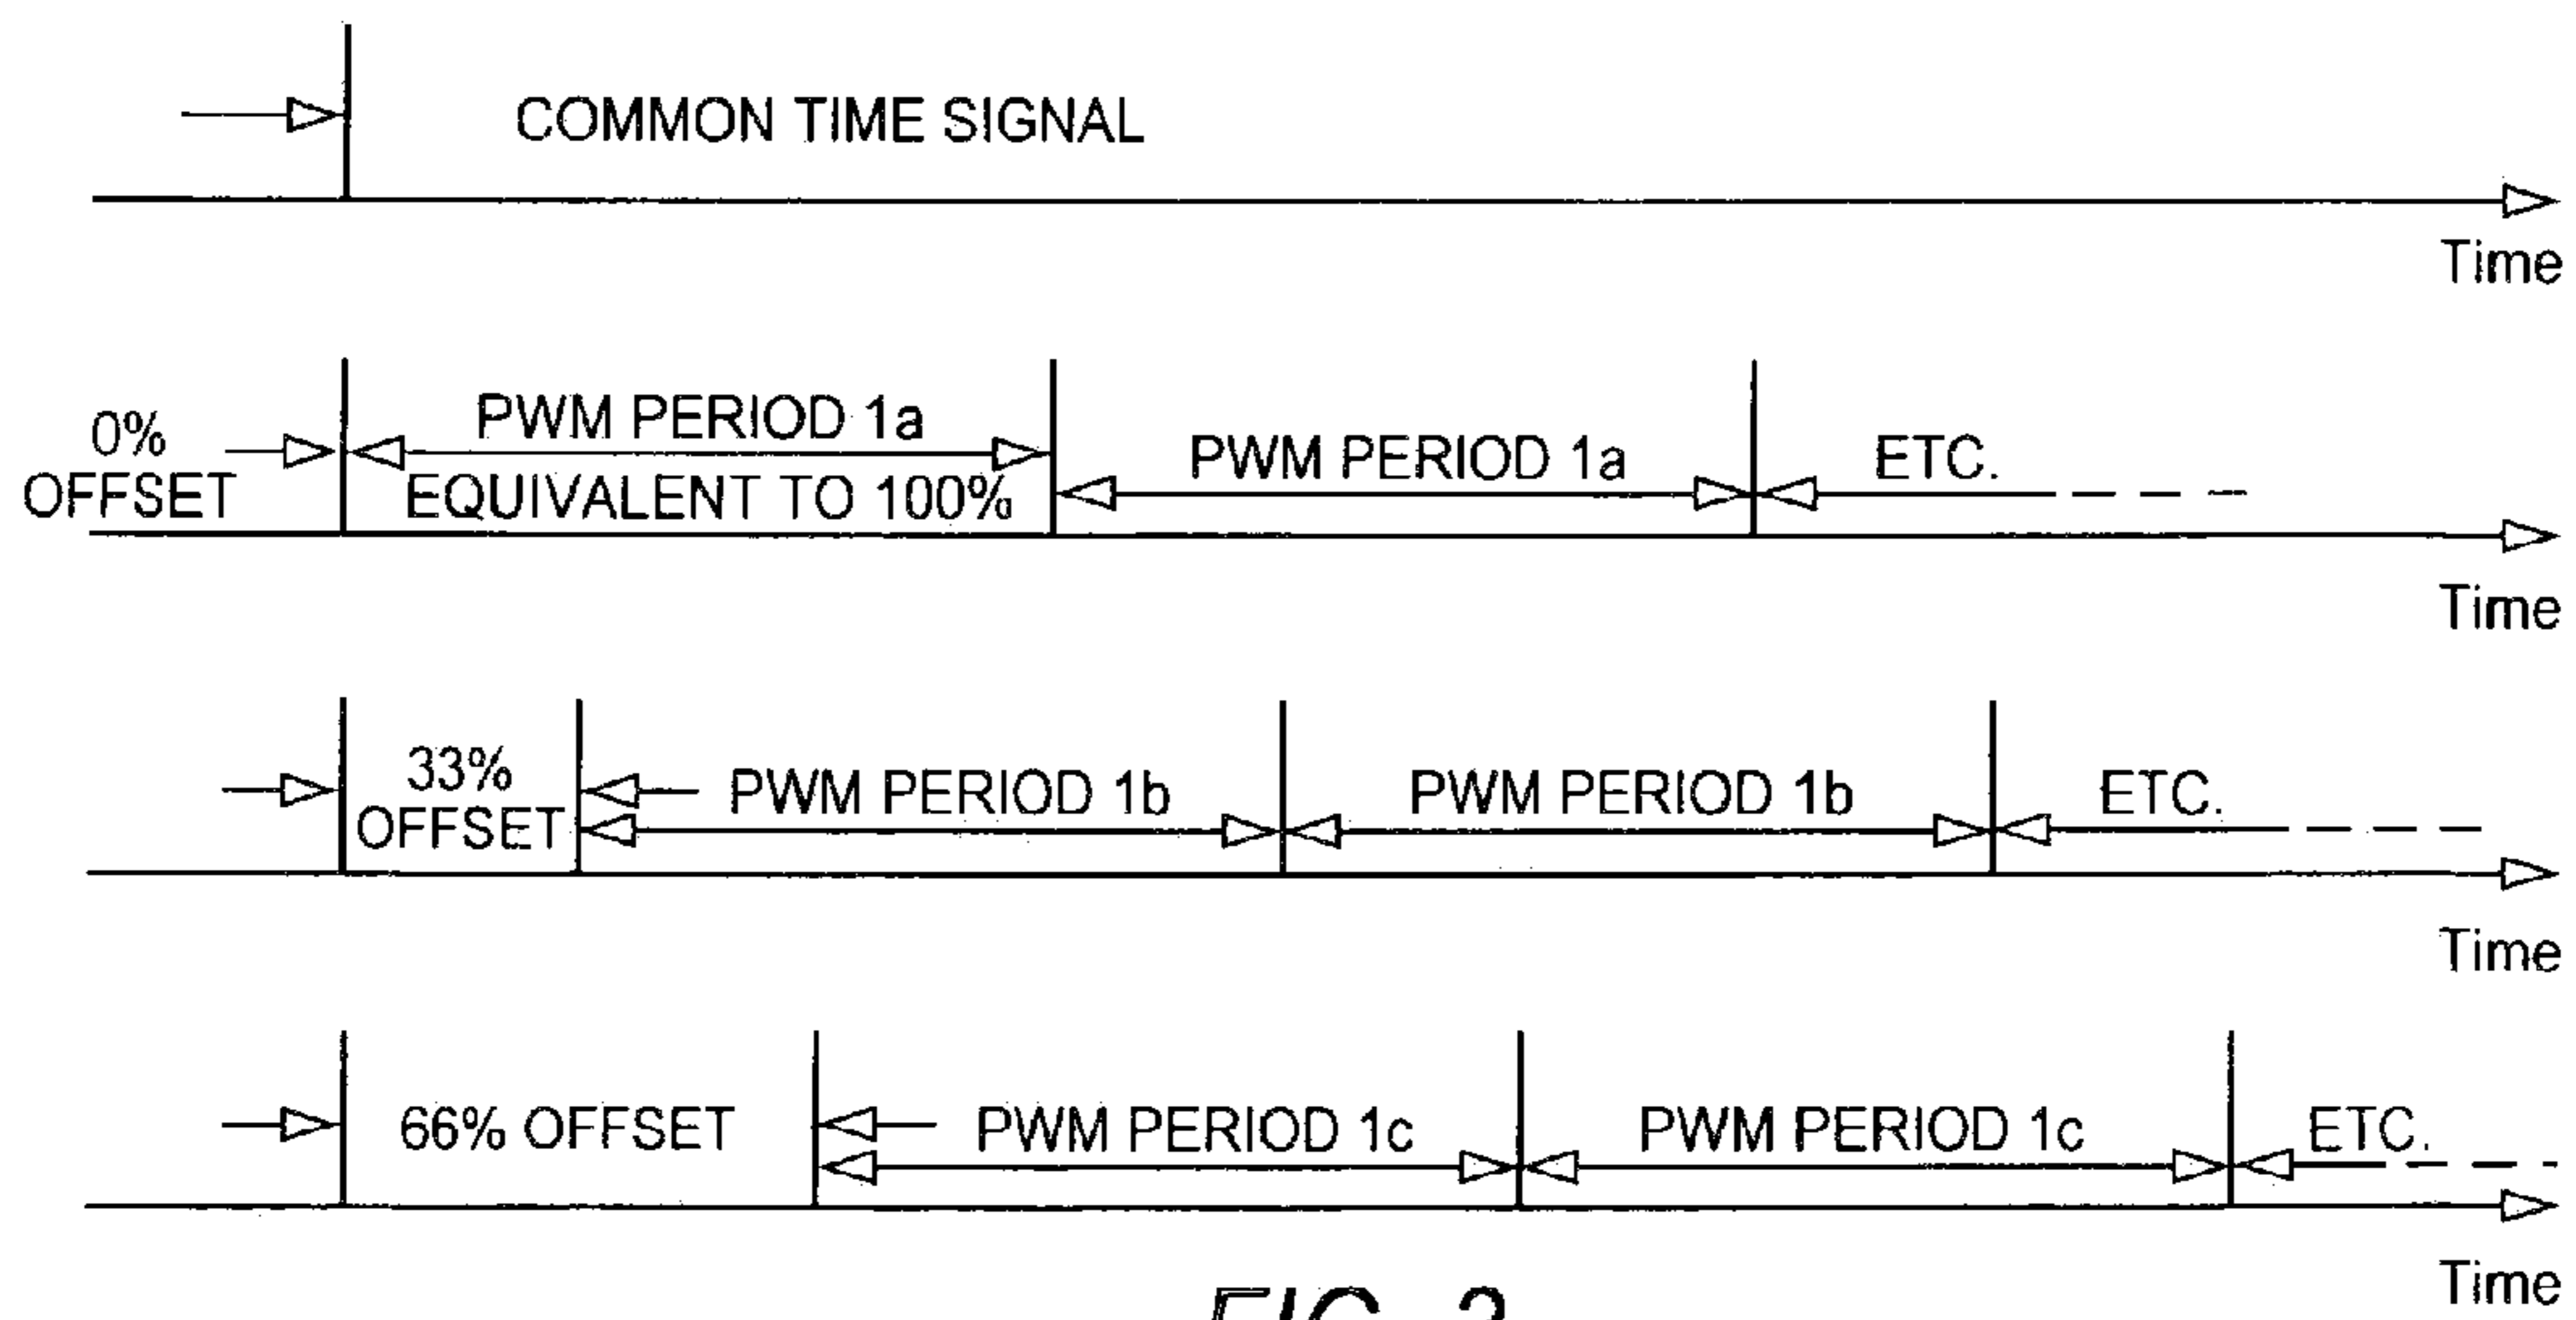 COMMON TIME SIGNAL
Time
0%
OFFSET
PWM PERIOD 1a
EQUIVALENT TO 100%
PWM PERIOD 1a
ETC.
Time
33%
OFFSET
PWM PERIOD 1b
PWM PERIOD 1b
ETC.
Time
66% OFFSET
PWM PERIOD 1c
PWM PERIOD 1c
ETC.
Time
FIG.